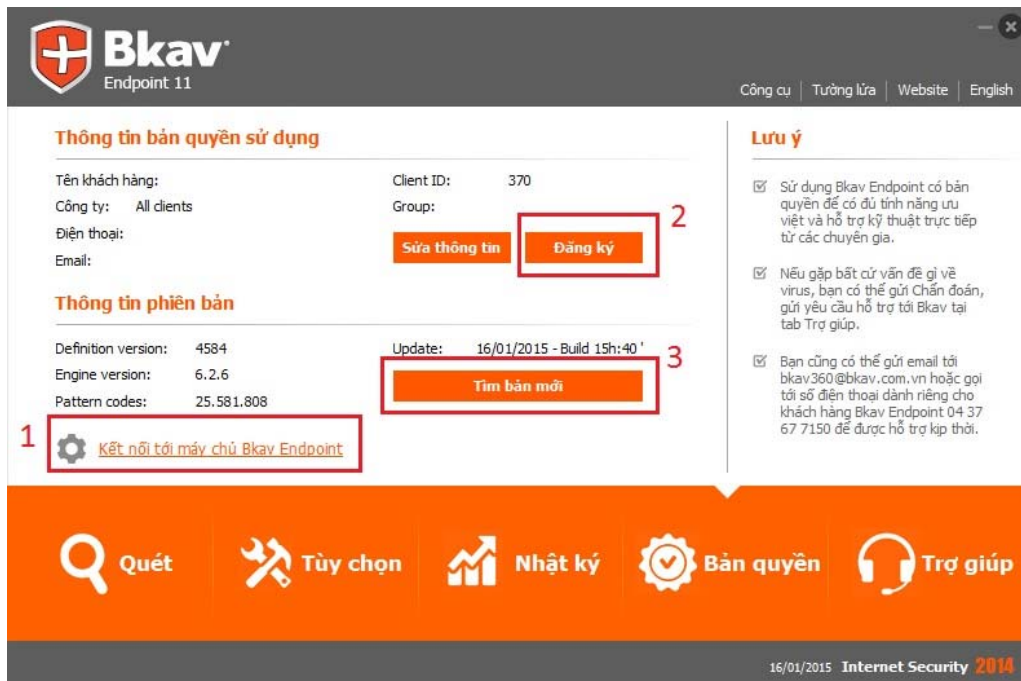 Bkav
Endpoint 11
Công cụ | Tường lửa | Website | English
Thông tin bản quyền sử dụng
Tên khách hàng:
Công ty: All clients
Điện thoại:
Email:
Client ID: 370
Group:
2
Sửa thông tin
Đăng ký
Thông tin phiên bản
Definition version: 4584
Engine version: 6.2.6
Pattern codes: 25.581.808
Update: 16/01/2015 - Build 15h:40 '
3
Tìm bản mới
1
Kết nối tới máy chủ Bkav Endpoint
Lưu ý
Sử dụng Bkav Endpoint có bản
quyền để có đủ tính năng ưu
việt và hỗ trợ kỹ thuật trực tiếp
từ các chuyên gia.
Nếu gặp bất cứ vấn đề gì về
virus, bạn có thể gửi Chẩn đoán,
gửi yêu cầu hỗ trợ tới Bkav tại
tab Trợ giúp.
Bạn cũng có thể gửi email tới
bkav360@bkav.com.vn hoặc gọi
tới số điện thoại dành riêng cho
khách hàng Bkav Endpoint 04 37
67 7150 để được hỗ trợ kịp thời.
Quét
Tùy chọn
Nhật ký
Bản quyền
Trợ giúp
16/01/2015 Internet Security 2014